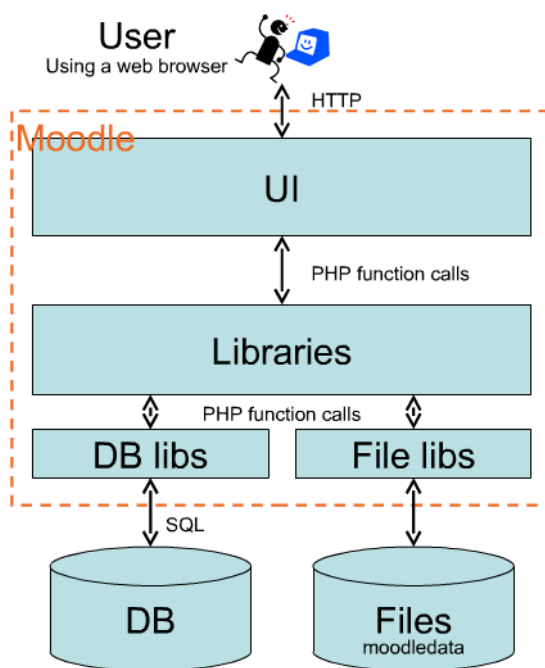 User
Using a web browser
HTTP
Moodle
UI
PHP function calls
Libraries
PHP function calls
DB libs
File libs
SQL
DB
Files
moodledata